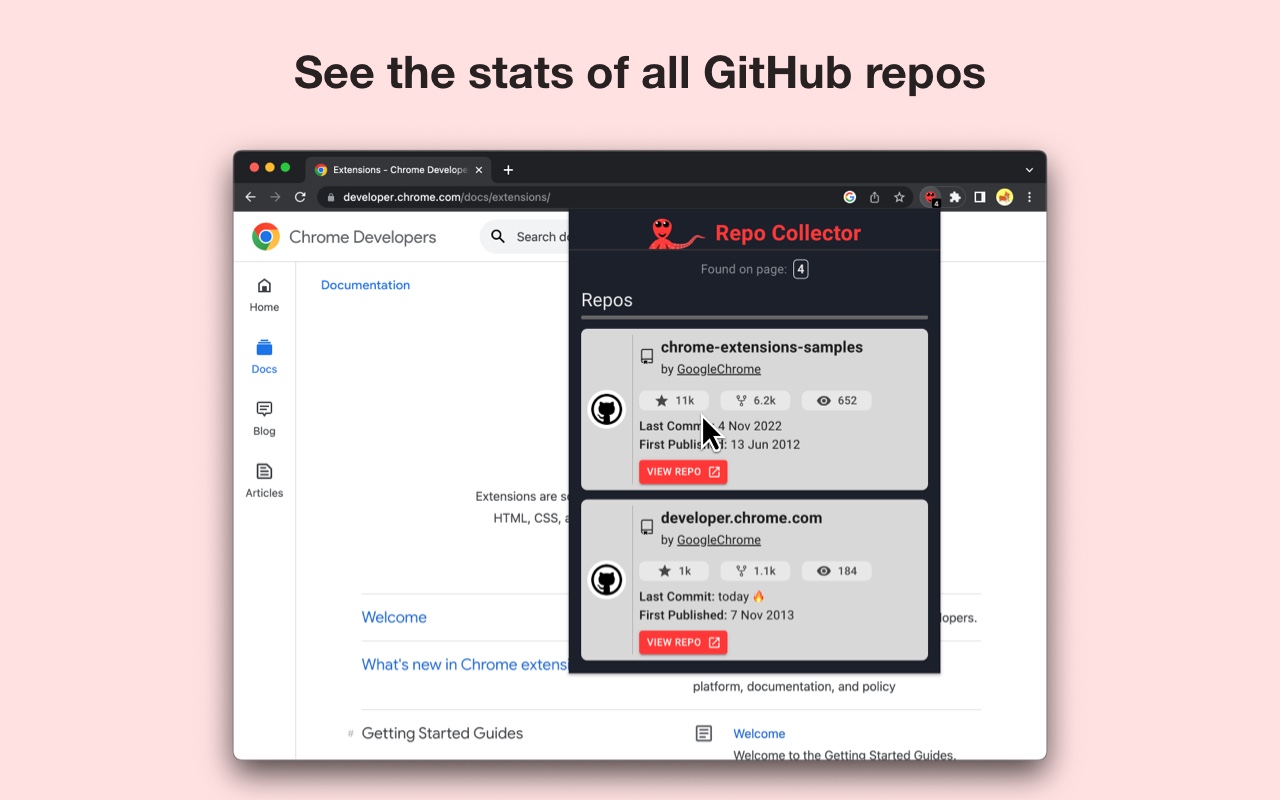 See the stats of all GitHub repos
Extensions - Chrome Develope
developer.chrome.com/docs/extensions/
4
Chrome Developers
Search d
Repo Collector
Found on page: 4
Home
Documentation
Repos
Docs
Blog
Articles
chrome-extensions-samples
by GoogleChrome
11k 6.2k 652
Last Comm 4 Nov 2022
First Published: 13 Jun 2012
VIEW REPO
developer.chrome.com
by GoogleChrome
1k 1.1k 184
Last Commit: today 🔥
First Published: 7 Nov 2013
VIEW REPO
Extensions are s
HTML, CSS, a
Welcome
lopers.
What's new in Chrome extensi
platform, documentation, and policy
# Getting Started Guides
Welcome
Welcome to the Getting Started Guides.